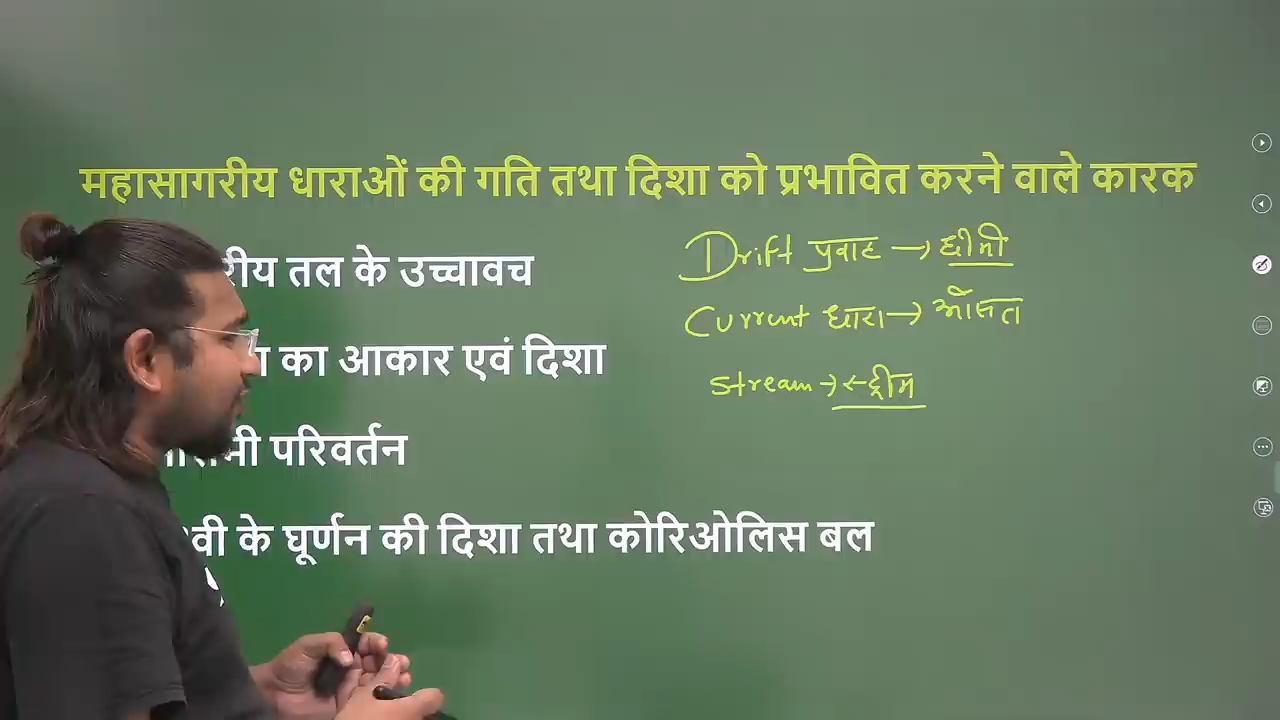 महासागरीय धाराओं की गति तथा दिशा को प्रभावित करने वाले कारक
तल के उच्चावच
का आकार एवं दिशा
परिवर्तन
के घूर्णन की दिशा तथा कोरिओलिस बल
Drift प्रवाह → धीमी
Current धारा → औसत
Stream →